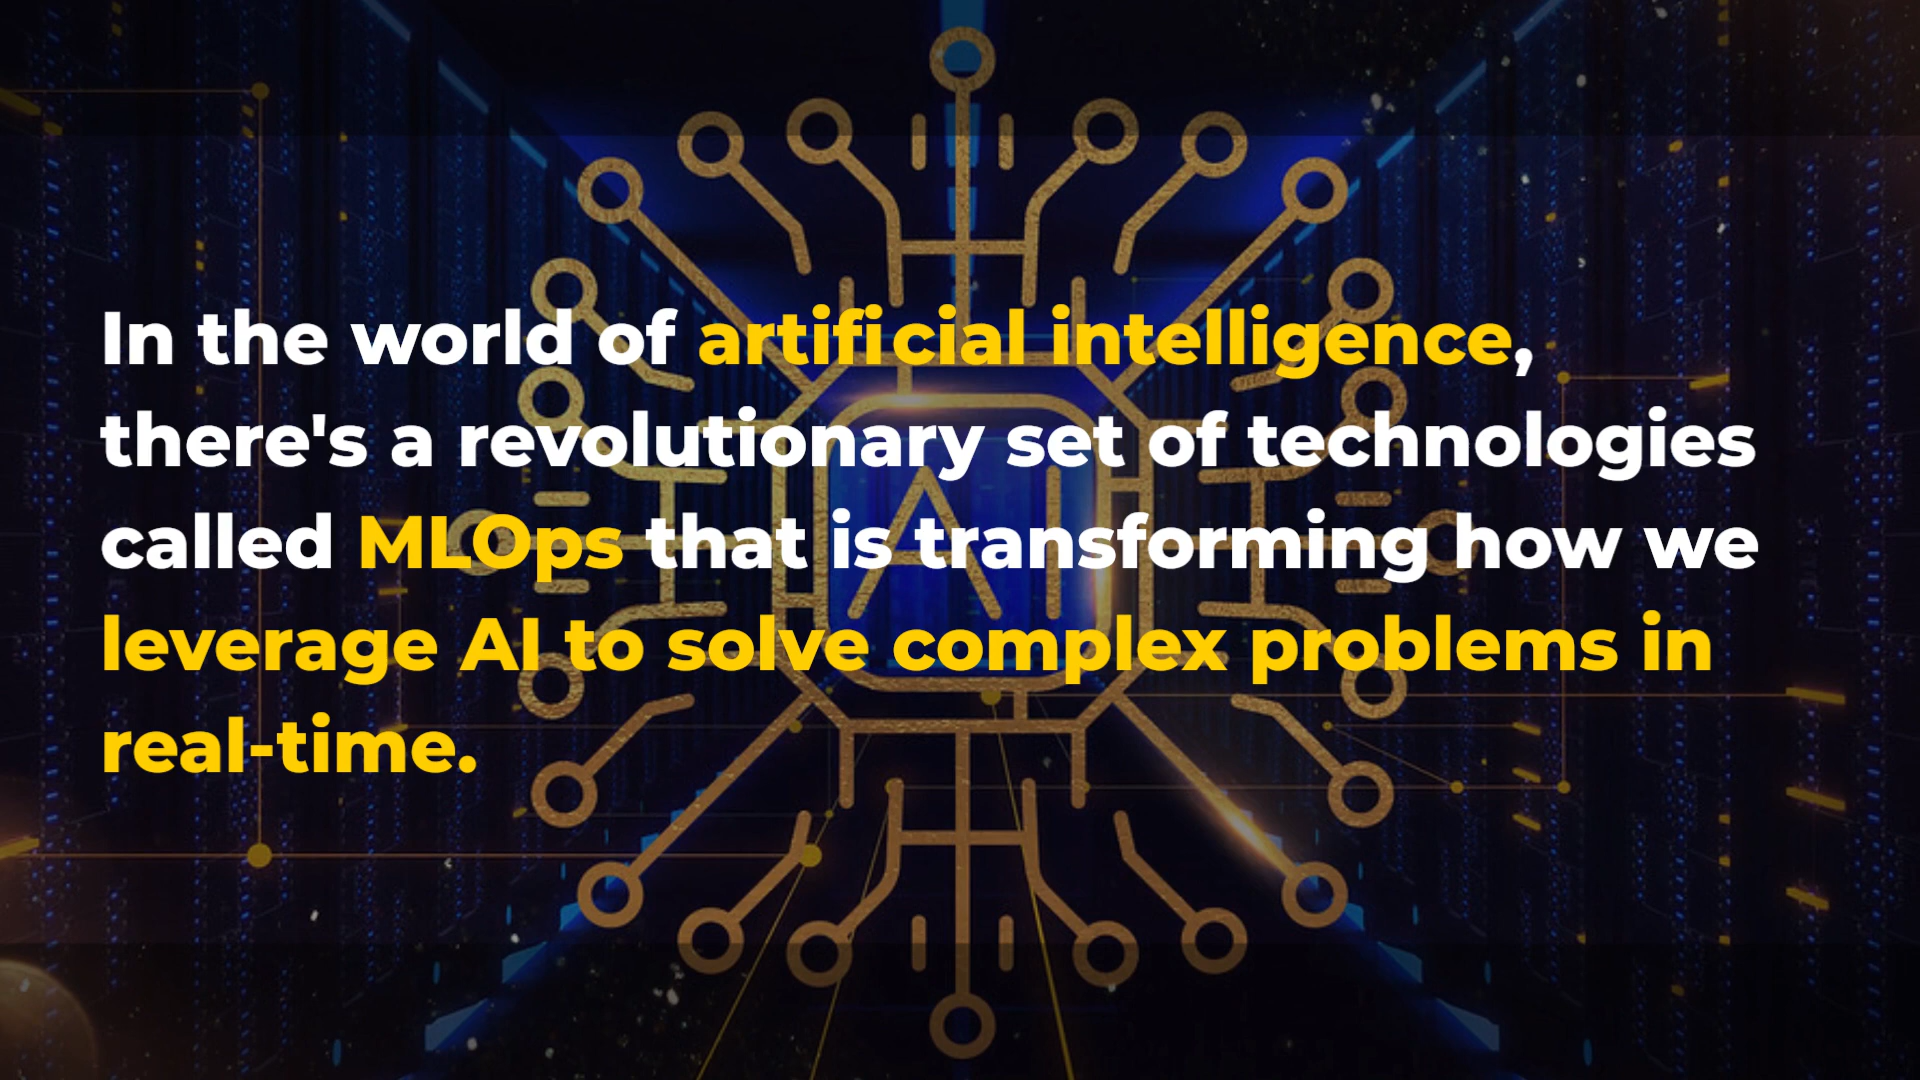 In the world of artificial intelligence,
there's a revolutionary set of technologies
called MLOps that is transforming how we
leverage AI to solve complex problems in
real-time.
AI